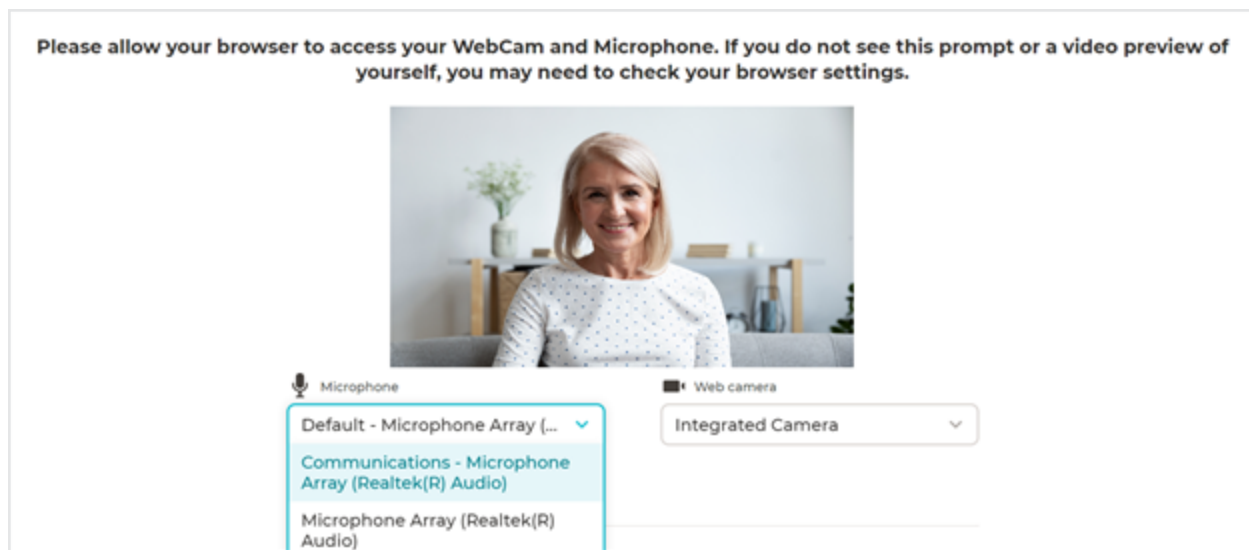 Please allow your browser to access your WebCam and Microphone. If you do not see this prompt or a video preview of
yourself, you may need to check your browser settings.
Microphone
Web camera
Default - Microphone Array (...
Integrated Camera
Communications - Microphone
Array (Realtek(R) Audio)
Microphone Array (Realtek(R)
Audio)